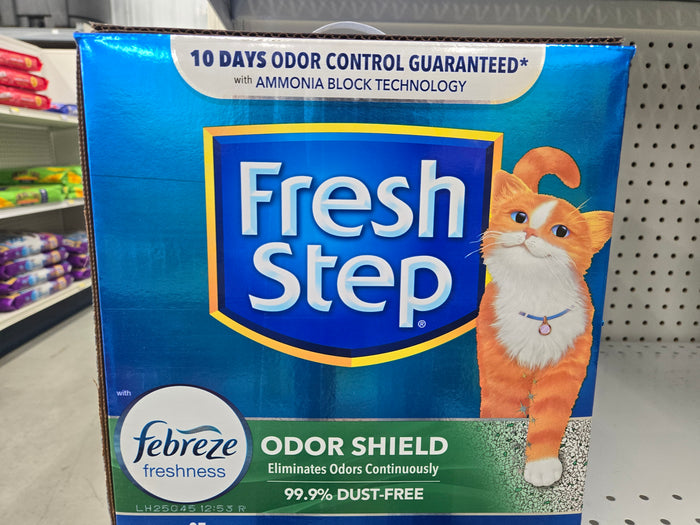 10 DAYS ODOR CONTROL GUARANTEED*
with AMMONIA BLOCK TECHNOLOGY
Fresh
Step®
with
febreze
freshness
ODOR SHIELD
Eliminates Odors Continuously
99.9% DUST-FREE
LH25045 12:53 R